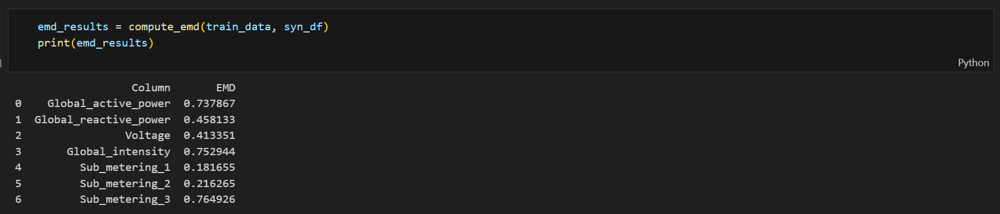 emd_results = compute_emd(train_data, syn_df)
print(emd_results)
]
Python
Column EMD
0 Global_active_power 0.737867
1 Global_reactive_power 0.458133
2 Voltage 0.413351
3 Global_intensity 0.752944
4 Sub_metering_1 0.181655
5 Sub_metering_2 0.216265
6 Sub_metering_3 0.764926